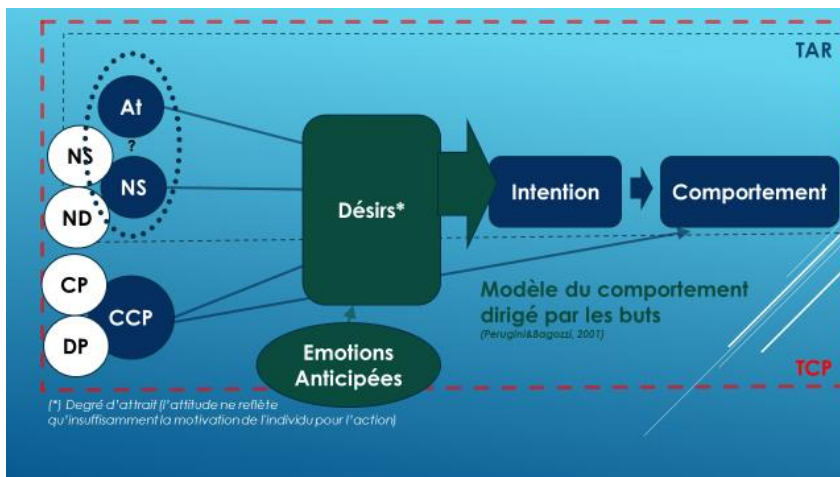 TAR
At
?
NS
NS
ND
CP
DP
CCP
Désirs*
Intention
Comportement
Modèle du comportement
dirigé par les buts
(Perugini&Bagozzi, 2001)
Emotions
Anticipées
TCP
(*) Degré d'attrait (l'attitude ne reflète
qu'insuffisamment la motivation de l'individu pour l'action)